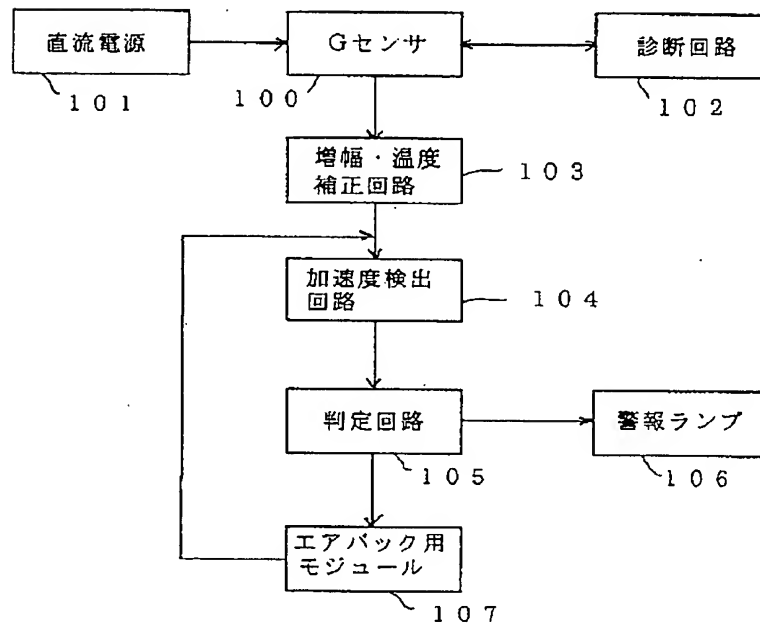 直流電源
Gセンサ
診断回路
101
100
102
増幅・温度
補正回路
103
加速度検出
回路
104
判定回路
警報ランプ
105
106
エアバック用
モジュール
107